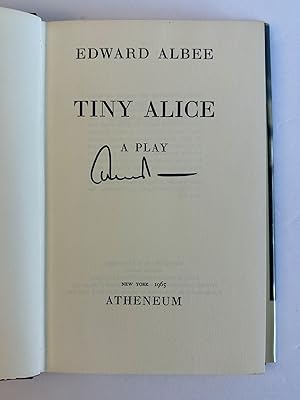 EDWARD ALBEE
TINY ALICE
A PLAY
NEW YORK 1965
ATHENEUM